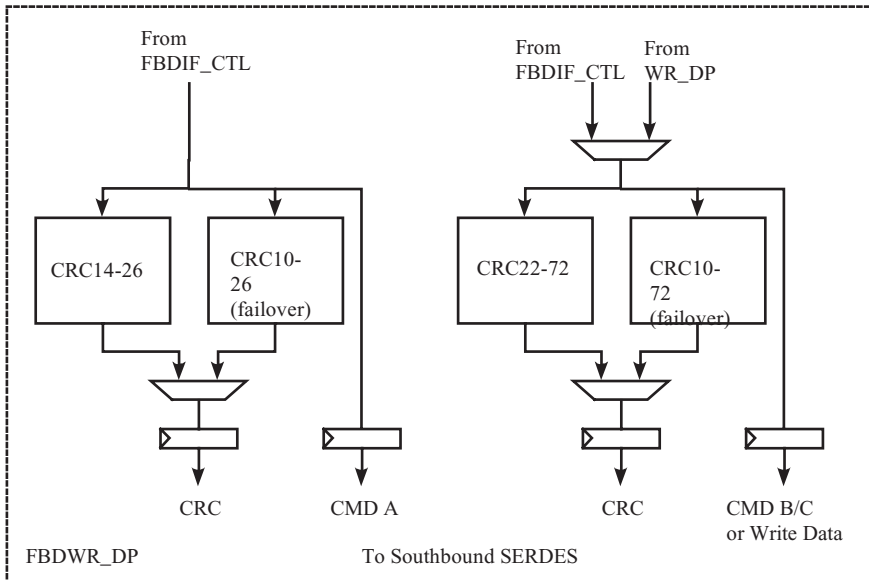 From
FBDIF_CTL
From
FBDIF_CTL
From
WR_DP
CRC14-26
CRC10-
26
(failover)
CRC22-72
CRC10-
72
(failover)
CRC
CMD A
CRC
CMD B/C
or Write Data
FBDWR_DP
To Southbound SERDES